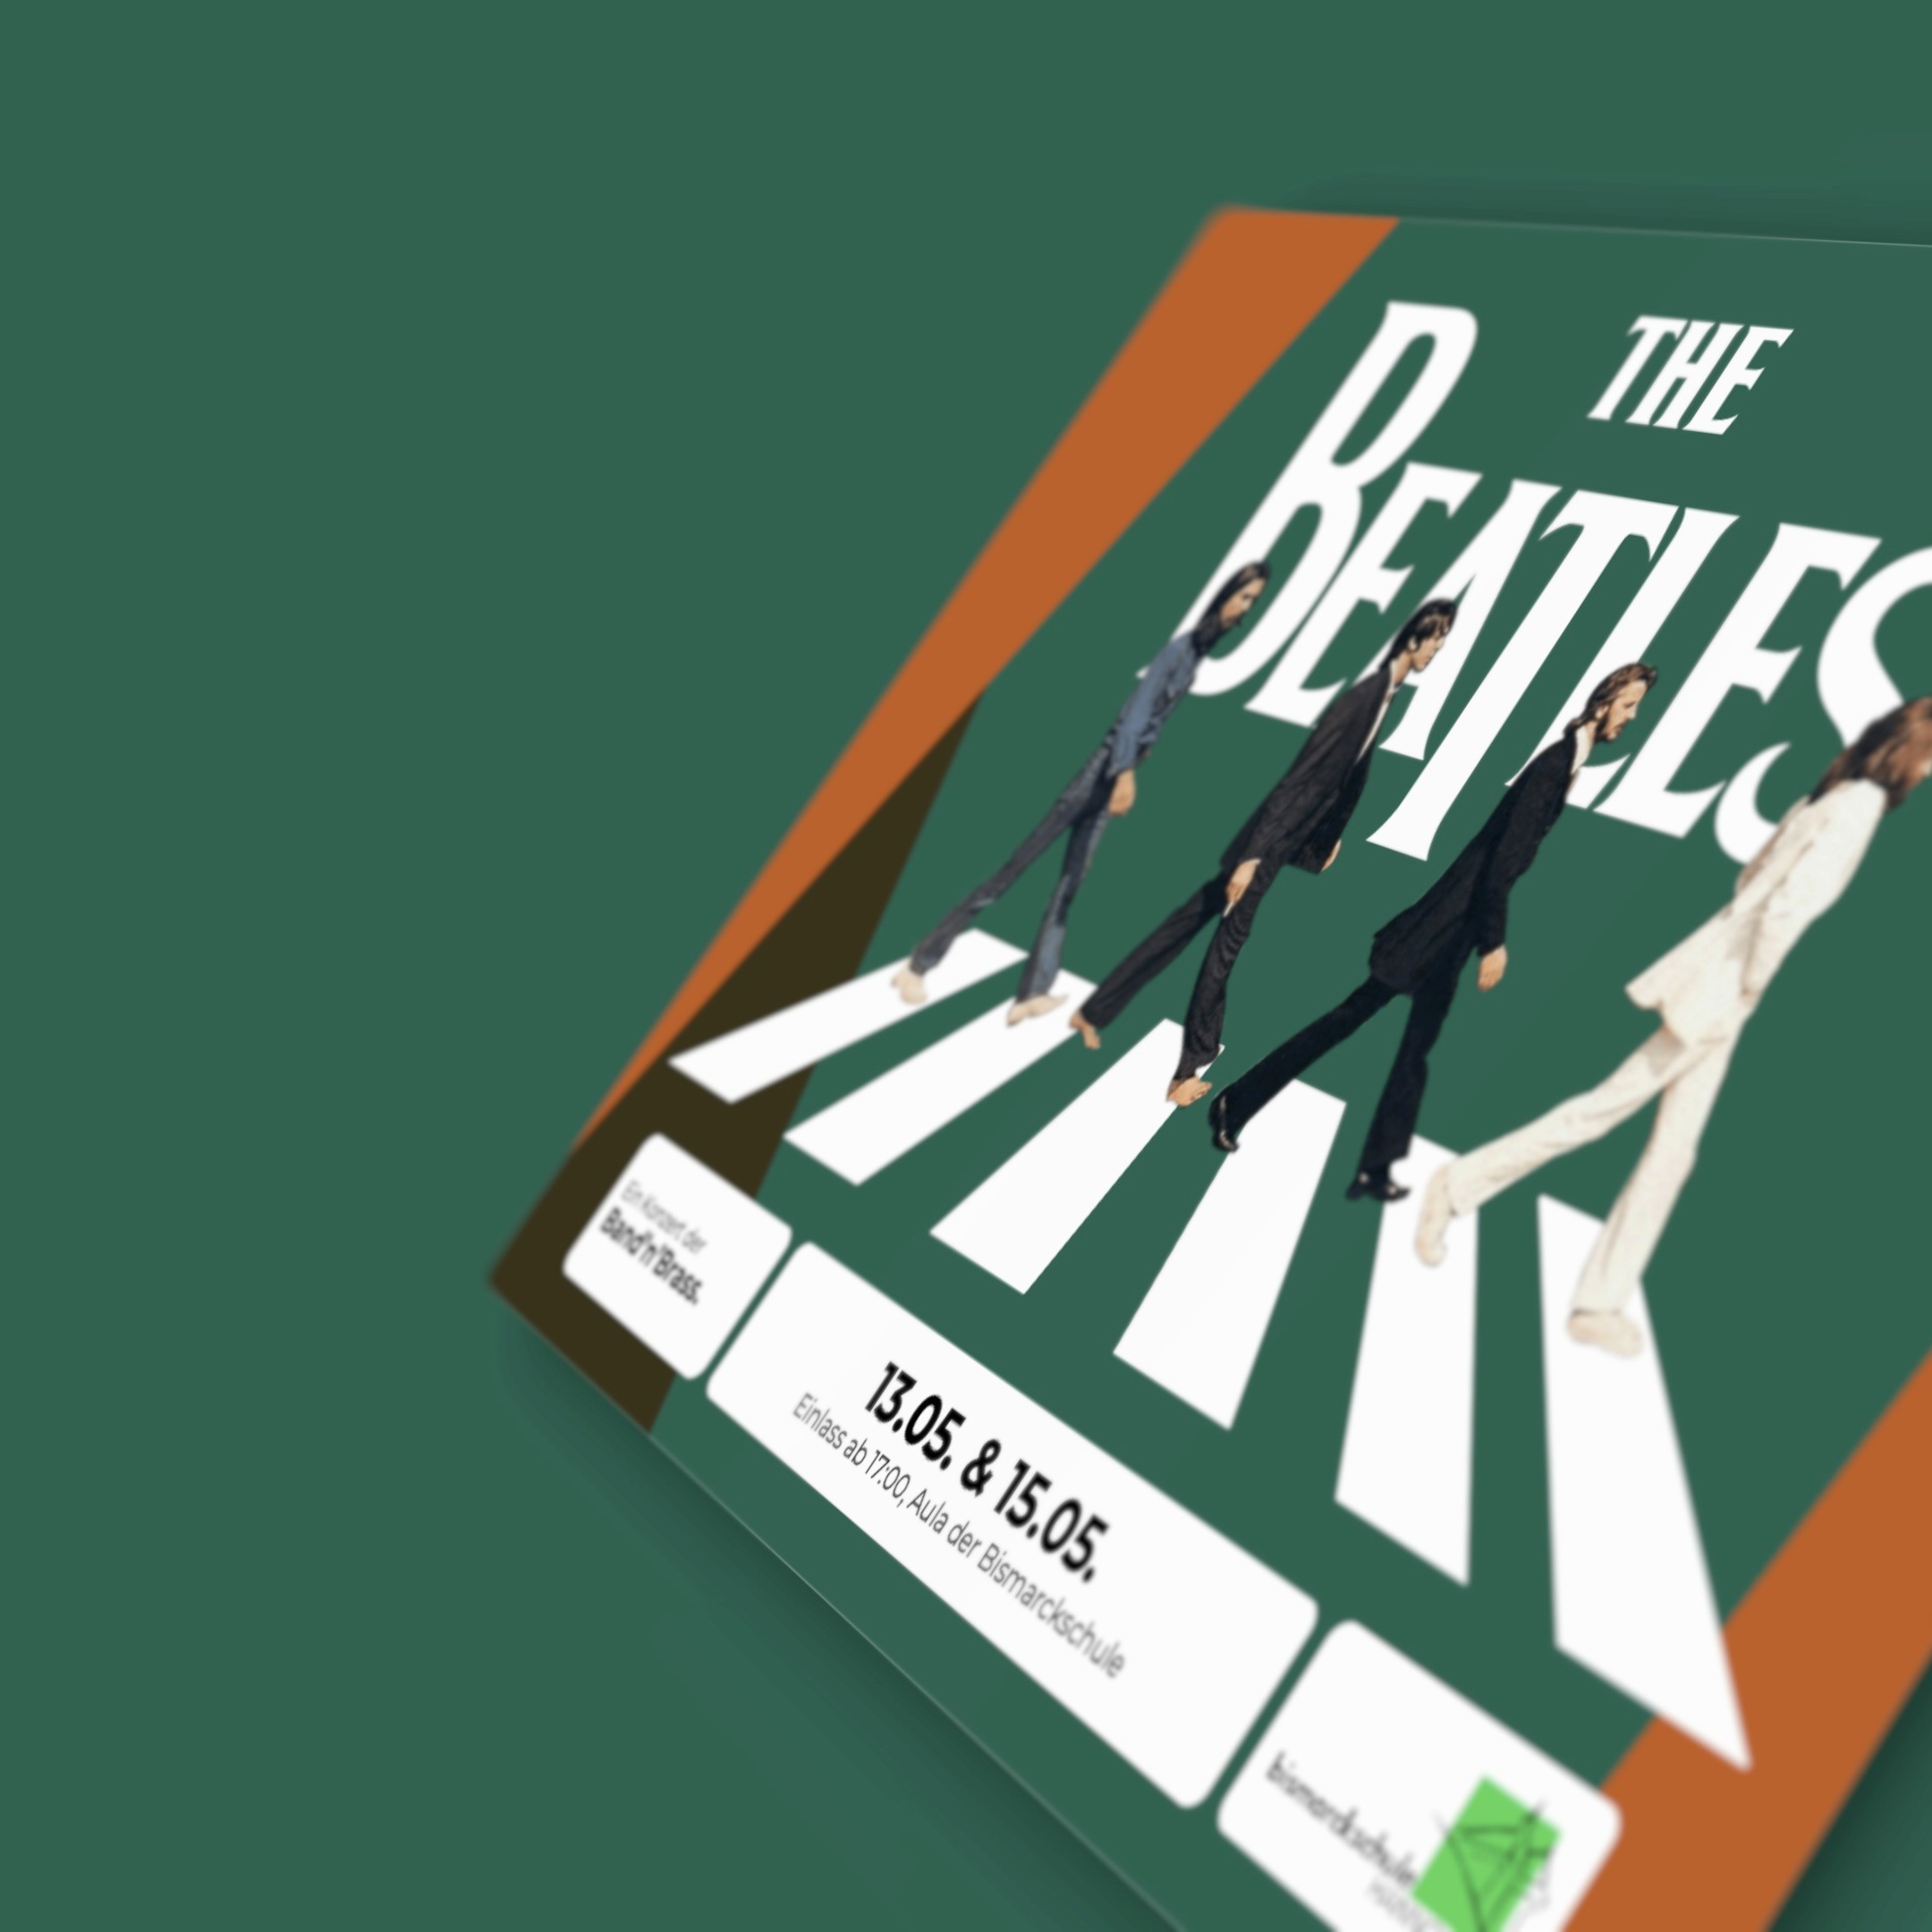 THE
BEATLES
Ein Konzert der
Band'n'Brass.
13.05. & 15.05.
Einlass ab 17:00, Aula der Bismarckschule
bismarckschule